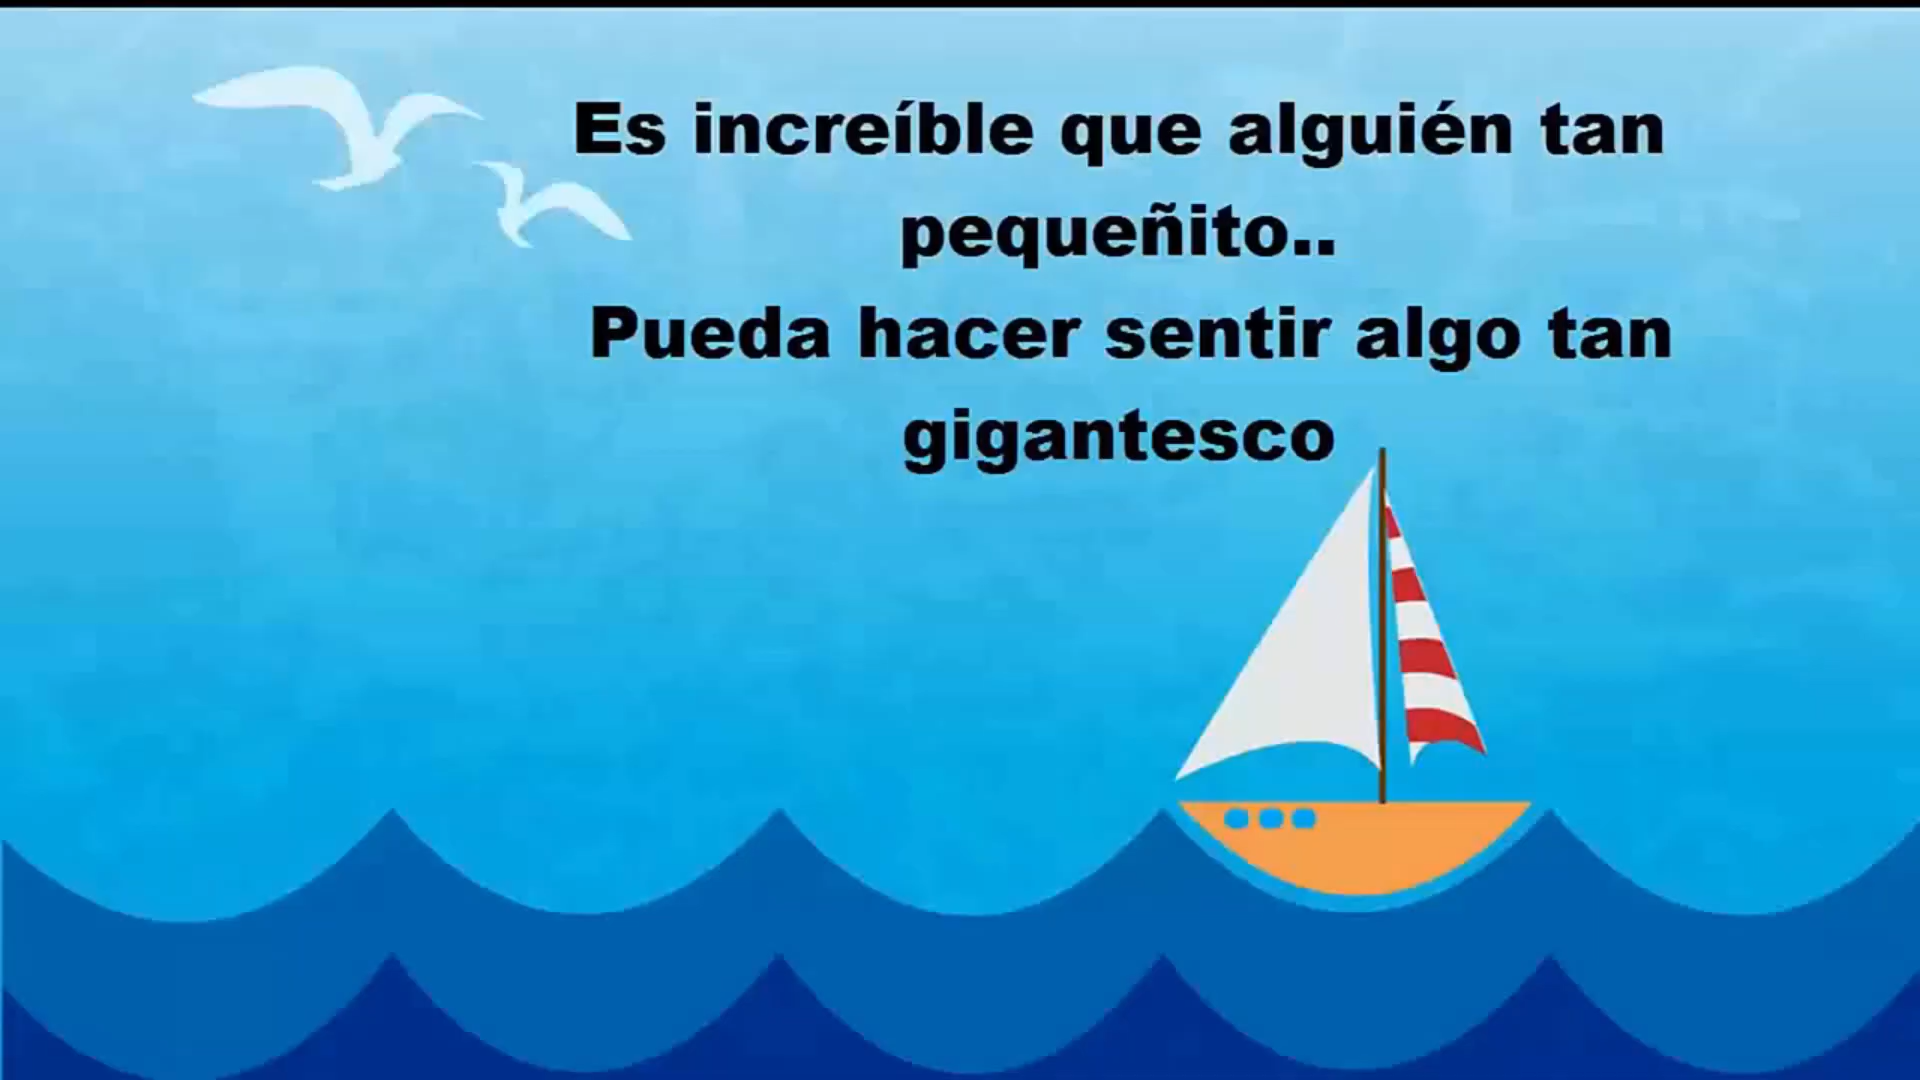 Es increíble que alguién tan
pequeñito..
Pueda hacer sentir algo tan
gigantesco